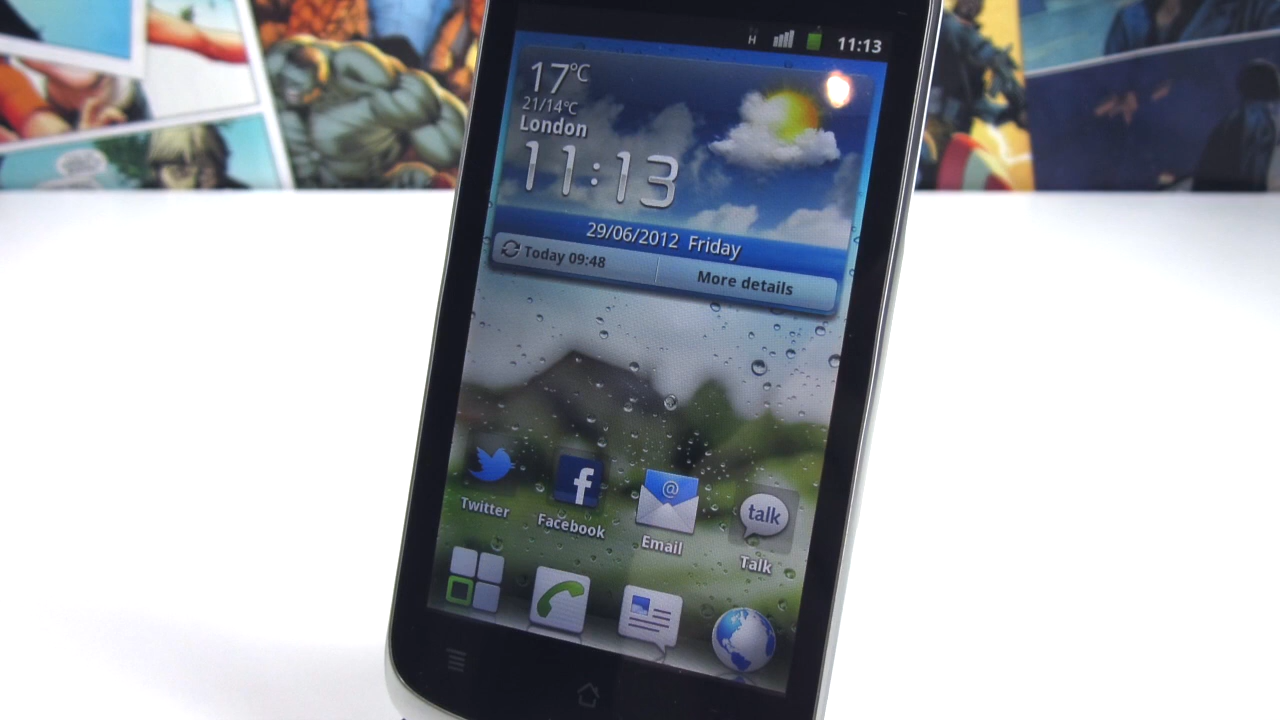 H 11:13
17°C
21/14°C
London
11:13
29/06/2012 Friday
Today 09:48 More details
@
f
talk
Twitter Facebook Email Talk